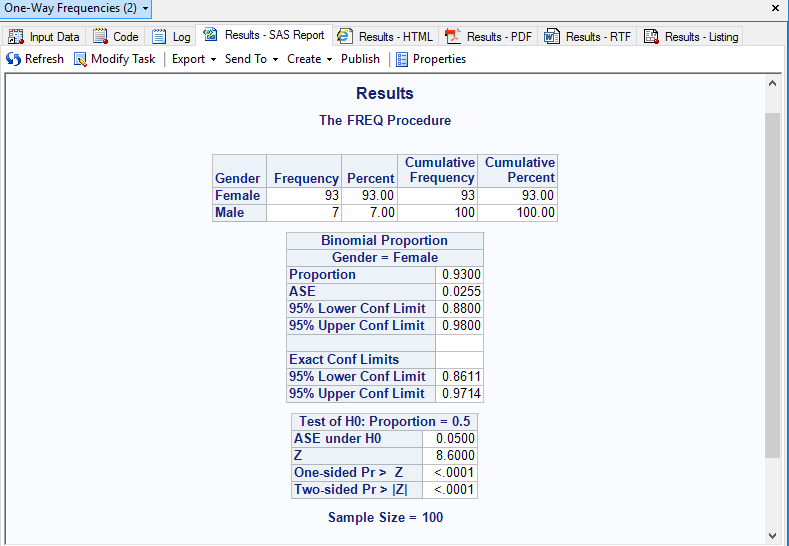 One-Way Frequencies (2)
Input Data Code Log Results - SAS Report Results - HTML Results - PDF Results - RTF Results - Listing
Refresh Modify Task Export Send To Create Publish Properties
Results
The FREQ Procedure
Gender Frequency Percent Cumulative Frequency Cumulative Percent
Female 93 93.00 93 93.00
Male 7 7.00 100 100.00
Binomial Proportion
Gender = Female
Proportion 0.9300
ASE 0.0255
95% Lower Conf Limit 0.8800
95% Upper Conf Limit 0.9800
Exact Conf Limits
95% Lower Conf Limit 0.8611
95% Upper Conf Limit 0.9714
Test of H0: Proportion = 0.5
ASE under H0 0.0500
Z 8.6000
One-sided Pr > Z <.0001
Two-sided Pr > |Z| <.0001
Sample Size = 100